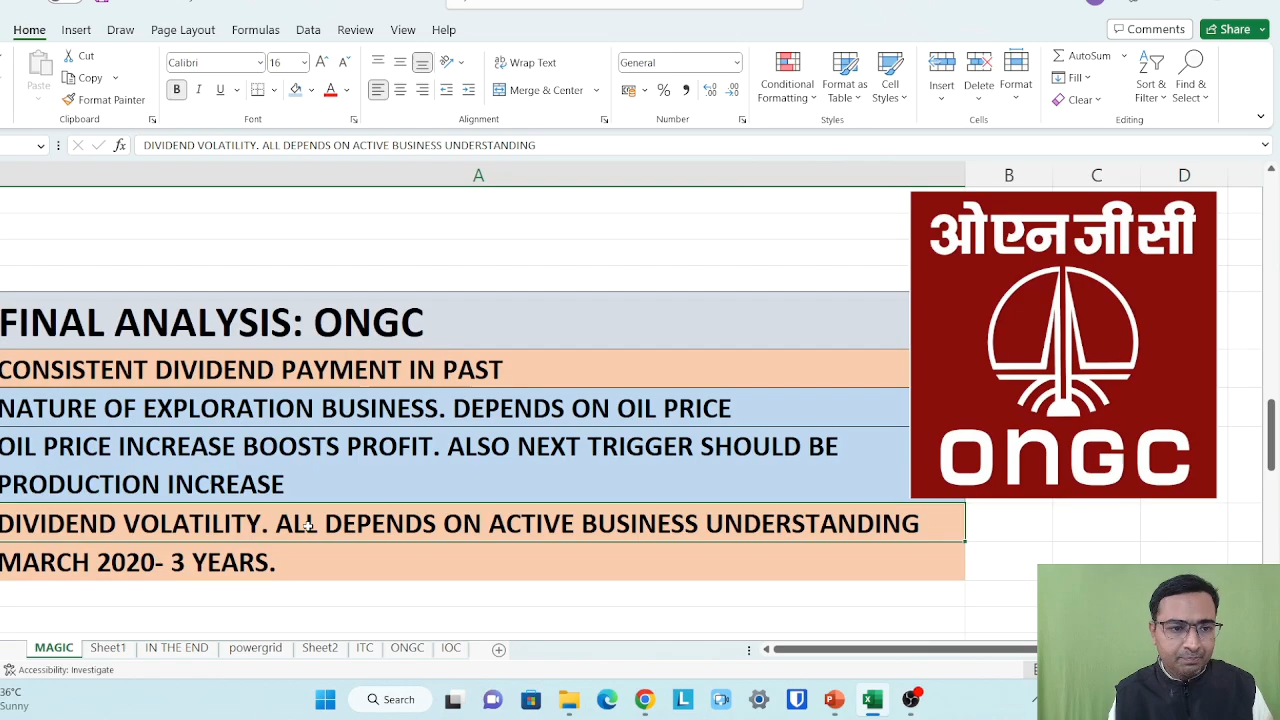 Home Insert Draw Page Layout Formulas Data Review View Help Comments Share
Cut
Calibri 16
Wrap Text
General
AutoSum
Paste
Copy
Conditional Formatting
Format as Table
Cell Styles
Insert Delete Format
Fill
Sort & Filter
Find & Select
Format Painter
B I U
Merge & Center
Clear
Clipboard Font Alignment Number Styles Cells Editing
fx DIVIDEND VOLATILITY. ALL DEPENDS ON ACTIVE BUSINESS UNDERSTANDING
A B C D
ओएनजीसी
ongc
FINAL ANALYSIS: ONGC
CONSISTENT DIVIDEND PAYMENT IN PAST
NATURE OF EXPLORATION BUSINESS. DEPENDS ON OIL PRICE
OIL PRICE INCREASE BOOSTS PROFIT. ALSO NEXT TRIGGER SHOULD BE
PRODUCTION INCREASE
DIVIDEND VOLATILITY. ALL DEPENDS ON ACTIVE BUSINESS UNDERSTANDING
MARCH 2020- 3 YEARS.
MAGIC Sheet1 IN THE END powergrid Sheet2 ITC ONGC IOC
Accessibility: Investigate
36°C
Sunny
Search